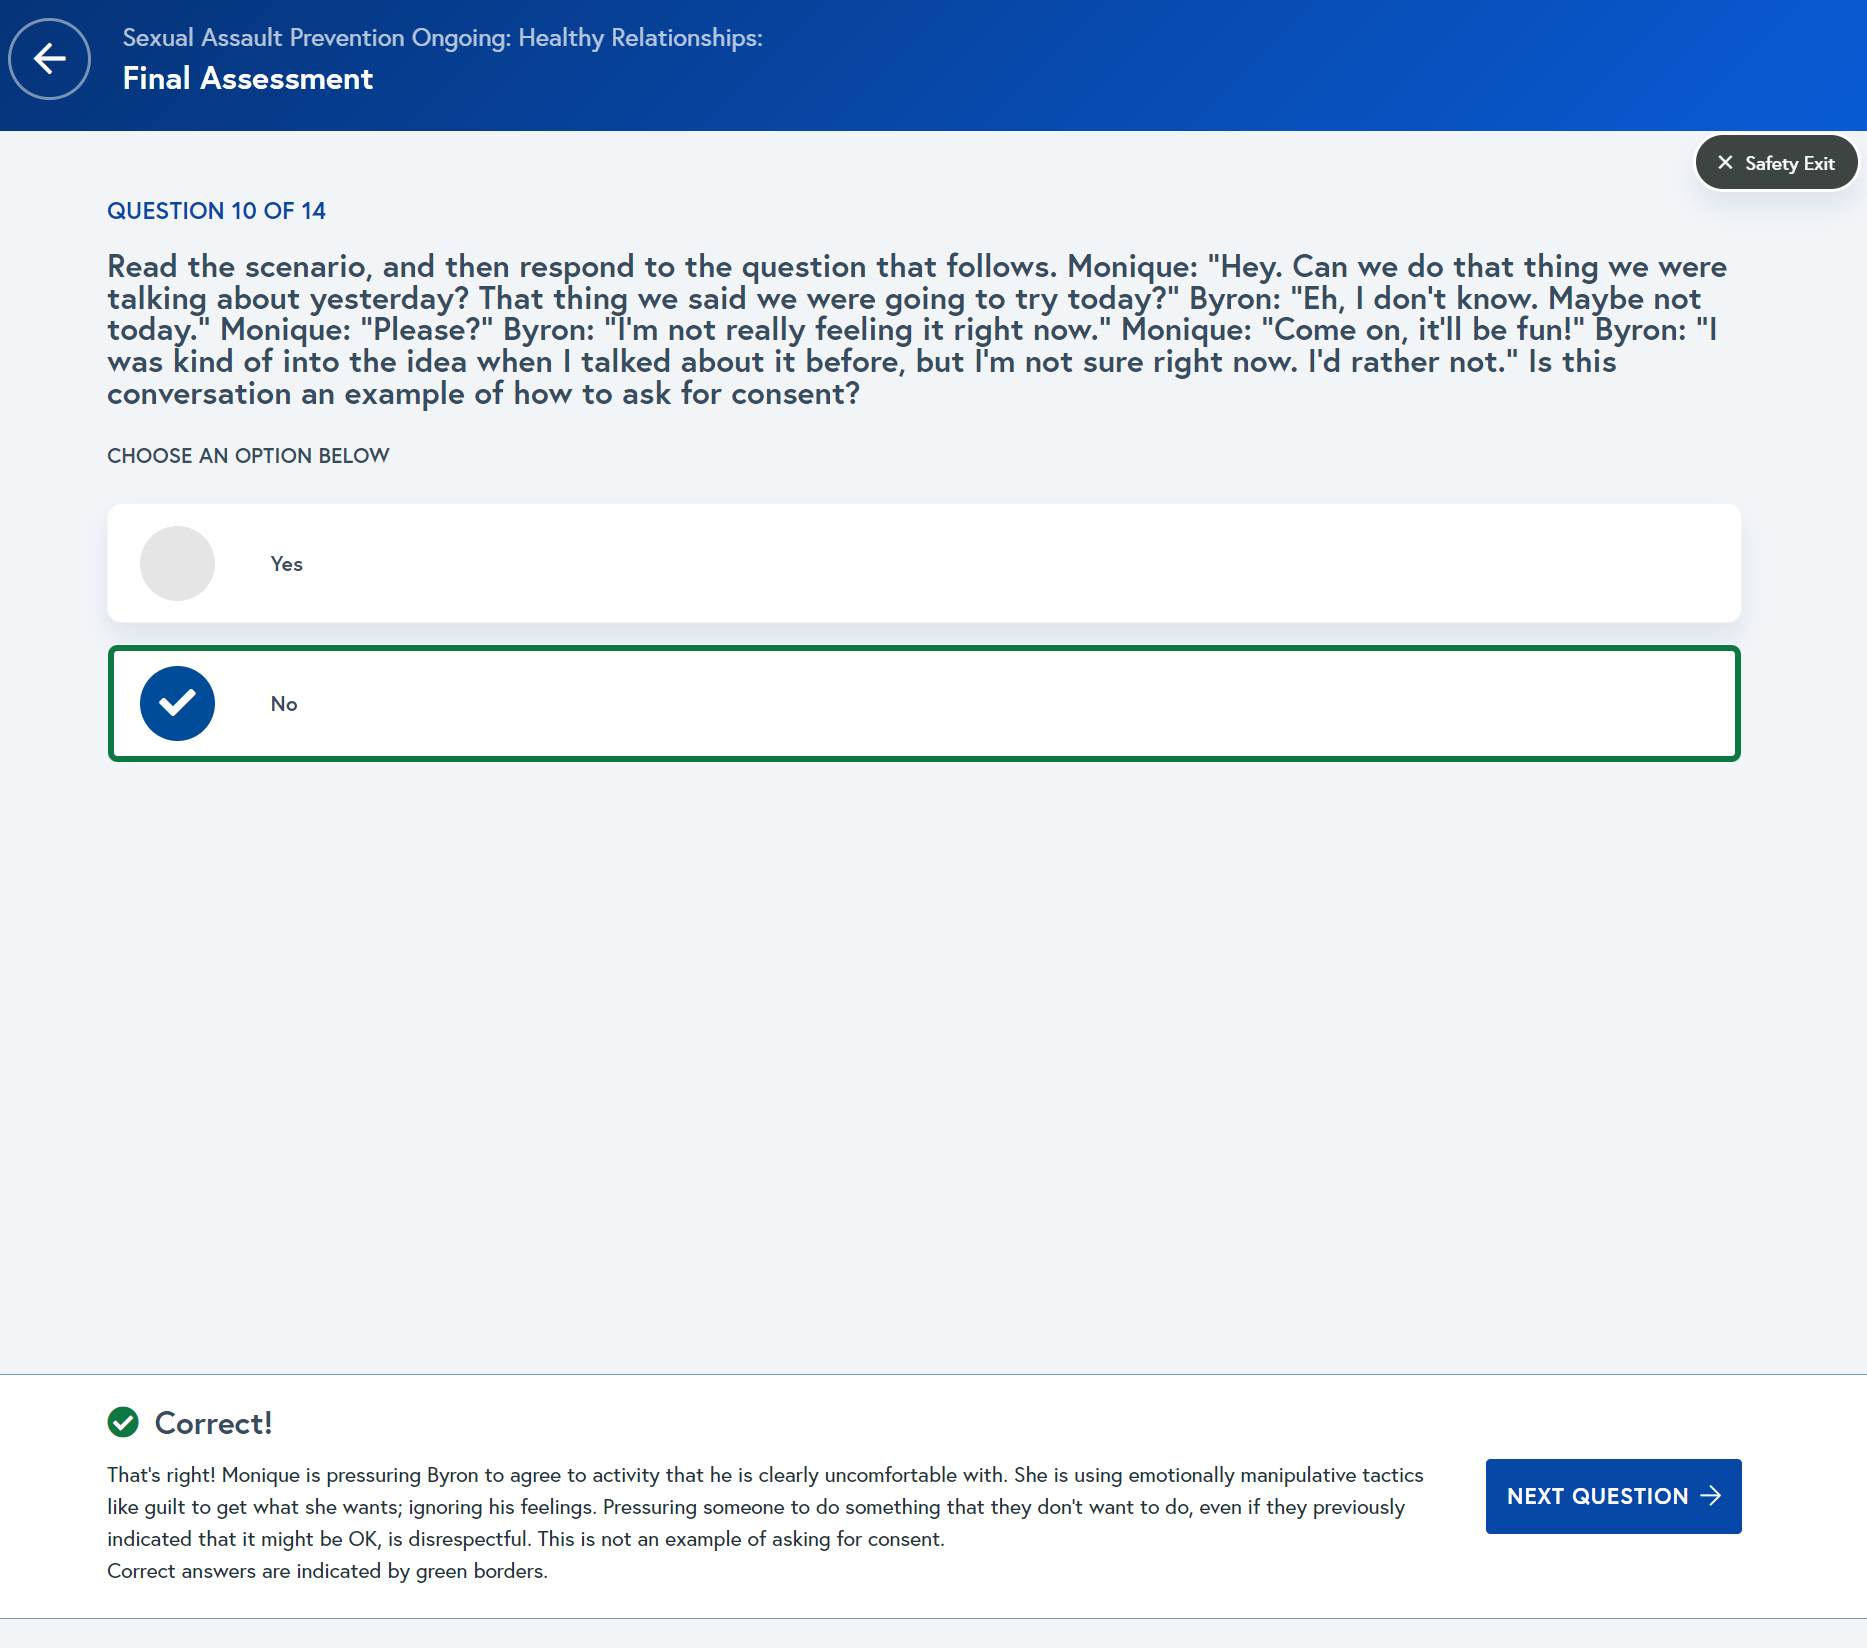 Sexual Assault Prevention Ongoing: Healthy Relationships:
Final Assessment
Safety Exit
QUESTION 10 OF 14
Read the scenario, and then respond to the question that follows. Monique: "Hey. Can we do that thing we were
talking about yesterday? That thing we said we were going to try today?" Byron: "Eh, I don't know. Maybe not
today." Monique: "Please?" Byron: "I'm not really feeling it right now." Monique: "Come on, it'll be fun!" Byron: "I
was kind of into the idea when I talked about it before, but I'm not sure right now. I'd rather not." Is this
conversation an example of how to ask for consent?
CHOOSE AN OPTION BELOW
Yes
No
Correct!
That's right! Monique is pressuring Byron to agree to activity that he is clearly uncomfortable with. She is using emotionally manipulative tactics
like guilt to get what she wants; ignoring his feelings. Pressuring someone to do something that they don't want to do, even if they previously
indicated that it might be OK, is disrespectful. This is not an example of asking for consent.
Correct answers are indicated by green borders.
NEXT QUESTION